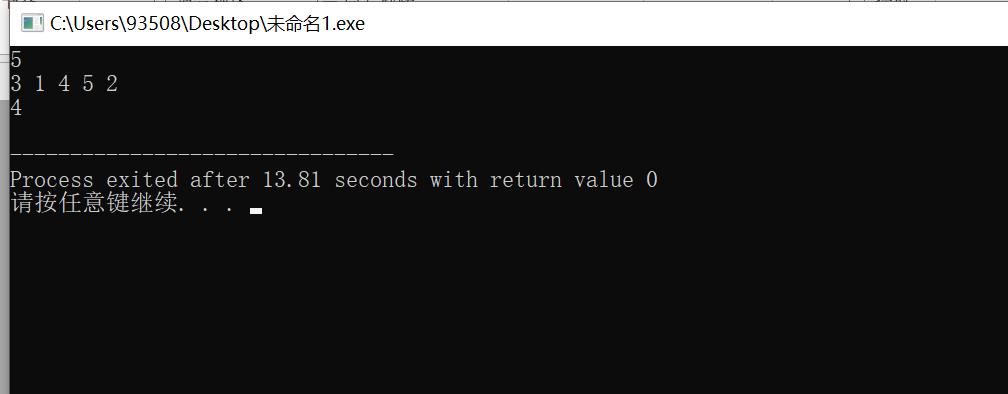 C:\Users\93508\Desktop\未命名1.exe
5
3 1 4 5 2
4
--------------------------------
Process exited after 13.81 seconds with return value 0
请按任意键继续. . .